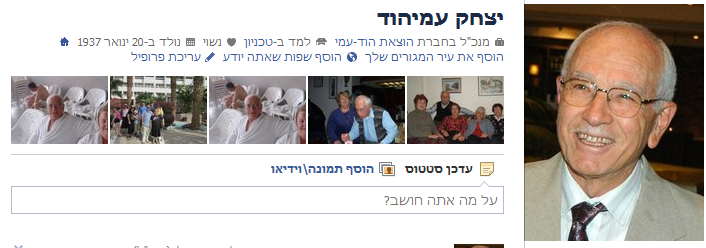 יצחק עמיהוד
מנכ"ל בחברת הוצאת הוד-עמי למד ב-טכניון נשוי נולד ב-20 ינואר 1937
הוסף את עיר המגורים שלך הוסף שפות שאתה יודע עריכת פרופיל
עדכן סטטוס הוסף תמונה\וידיאו
על מה אתה חושב?